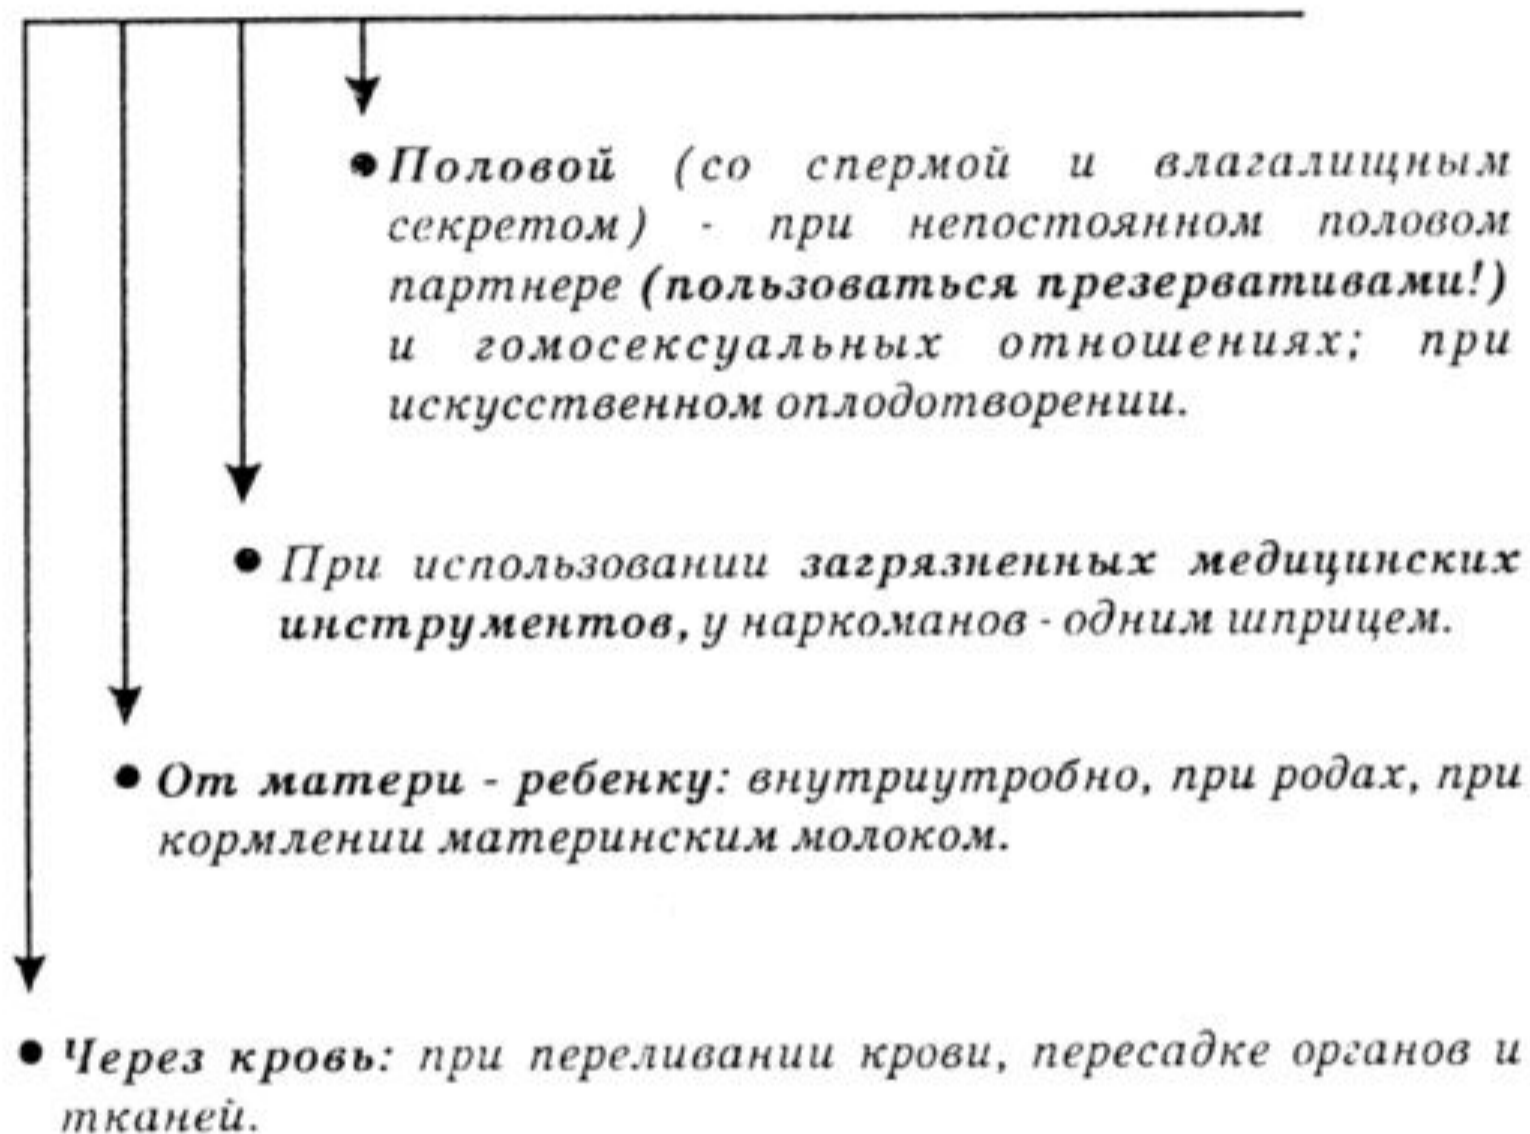 • Половой (со спермой и влагалищным
секретом) - при непостоянном половом
партнере (пользоваться презервативами!)
и гомосексуальных отношениях; при
искусственном оплодотворении.
• При использовании загрязненных медицинских
инструментов, у наркоманов - одним шприцем.
• От матери - ребенку: внутриутробно, при родах, при
кормлении материнским молоком.
• Через кровь: при переливании крови, пересадке органов и
тканей.